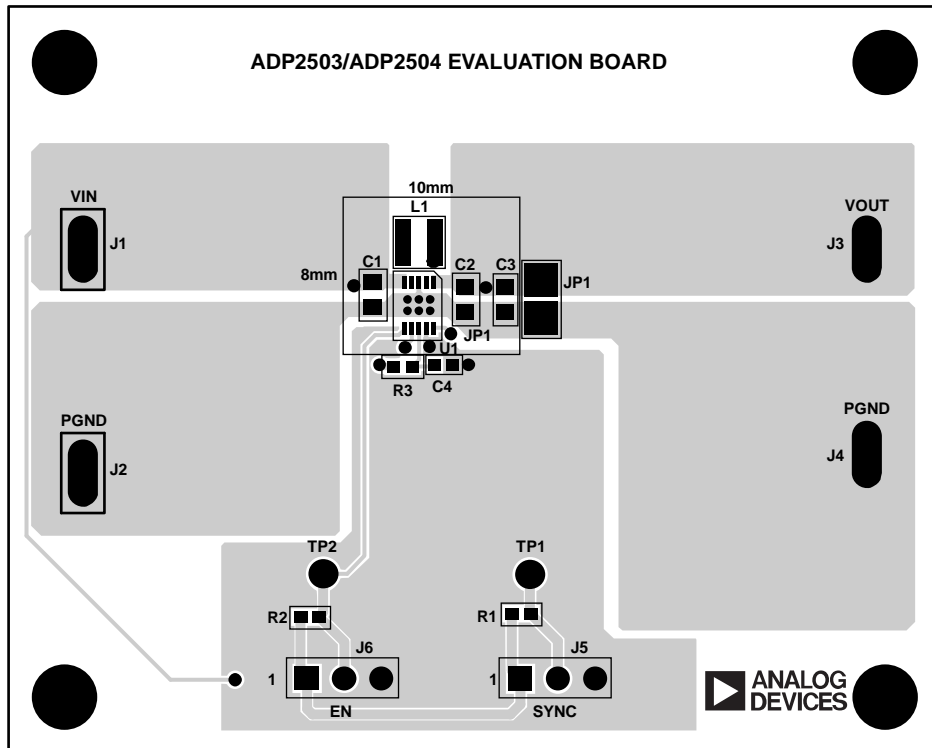 ADP2503/ADP2504 EVALUATION BOARD
10mm
L1
VIN
J1
VOUT
J3
8mm
C1
C2
C3
JP1
JP1
U1
R3
C4
PGND
J2
PGND
J4
TP2
TP1
R2
R1
J6
J5
1
1
EN
SYNC
ANALOG
DEVICES